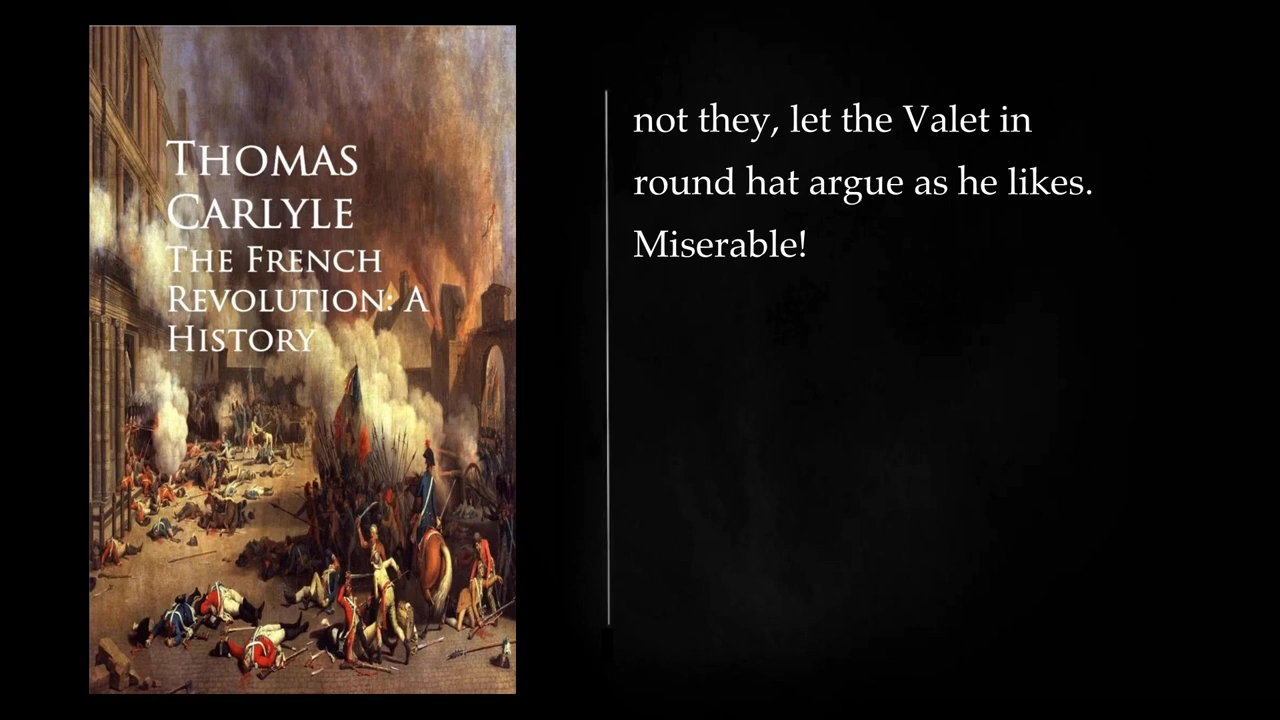 THOMAS
CARLYLE
THE FRENCH
REVOLUTION: A
HISTORY
not they, let the Valet in
round hat argue as he likes.
Miserable!